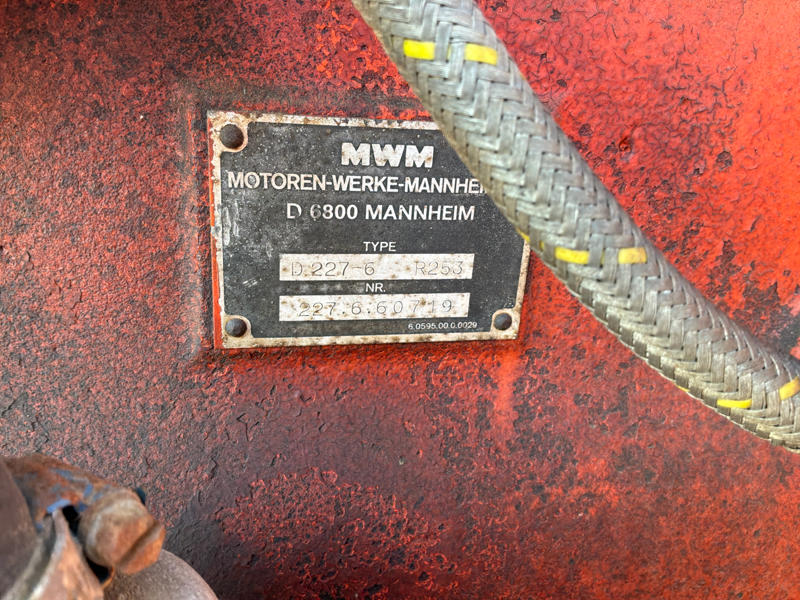 MWM
MOTOREN-WERKE-MANNHEI
D 6800 MANNHEIM
TYPE
D.227-6 R253
NR.
227.6.60719
6.0595.00.0.0029